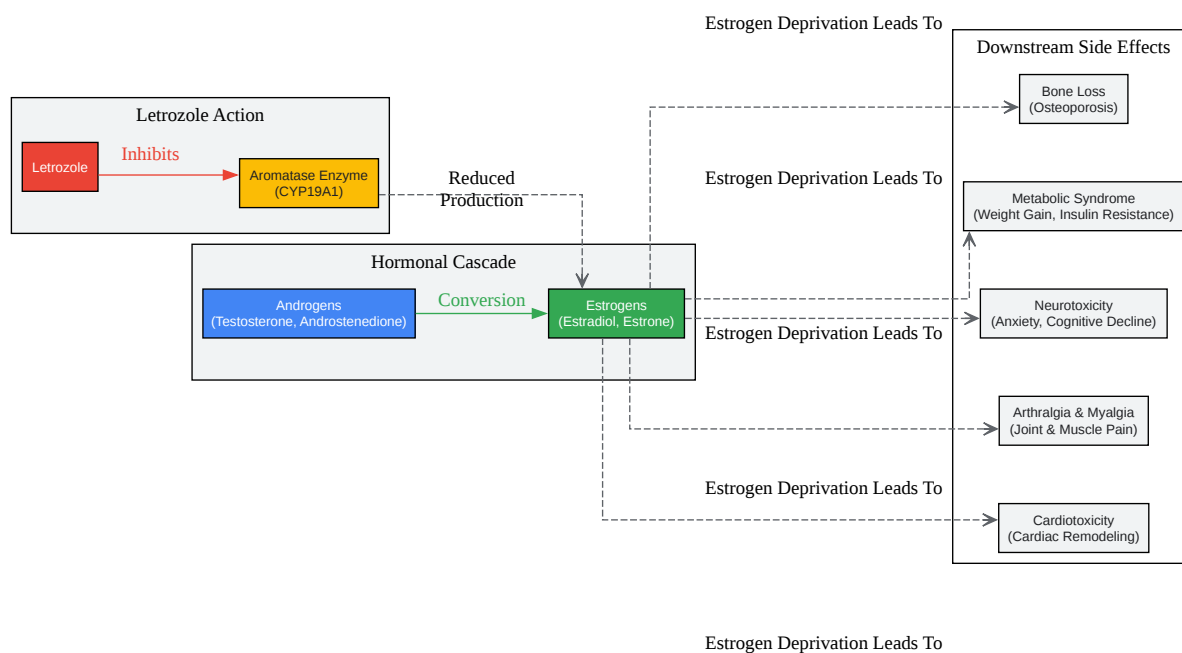 Estrogen Deprivation Leads To
Downstream Side Effects
Bone Loss
(Osteoporosis)
Letrozole Action
Letrozole
Inhibits
Aromatase Enzyme
(CYP19A1)
Reduced
Production
Estrogen Deprivation Leads To
Metabolic Syndrome
(Weight Gain, Insulin Resistance)
Hormonal Cascade
Androgens
(Testosterone, Androstenedione)
Conversion
Estrogens
(Estradiol, Estrone)
Estrogen Deprivation Leads To
Neurotoxicity
(Anxiety, Cognitive Decline)
Arthralgia & Myalgia
(Joint & Muscle Pain)
Estrogen Deprivation Leads To
Cardiotoxicity
(Cardiac Remodeling)
Estrogen Deprivation Leads To